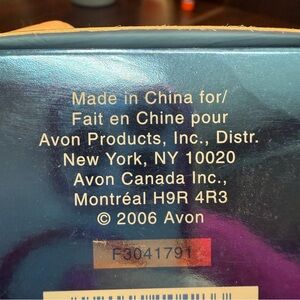 Made in China for/
Fait en Chine pour
Avon Products, Inc., Distr.
New York, NY 10020
Avon Canada Inc.,
Montréal H9R 4R3
© 2006 Avon
F3041791